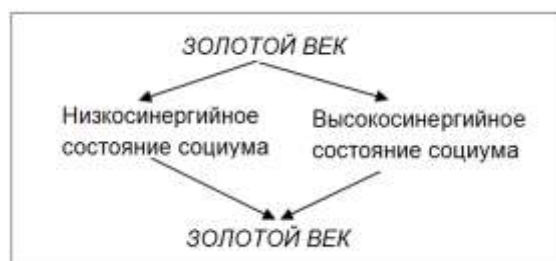 ЗОЛОТОЙ ВЕК
Низкосинергийное
состояние социума
Высокосинергийное
состояние социума
ЗОЛОТОЙ ВЕК